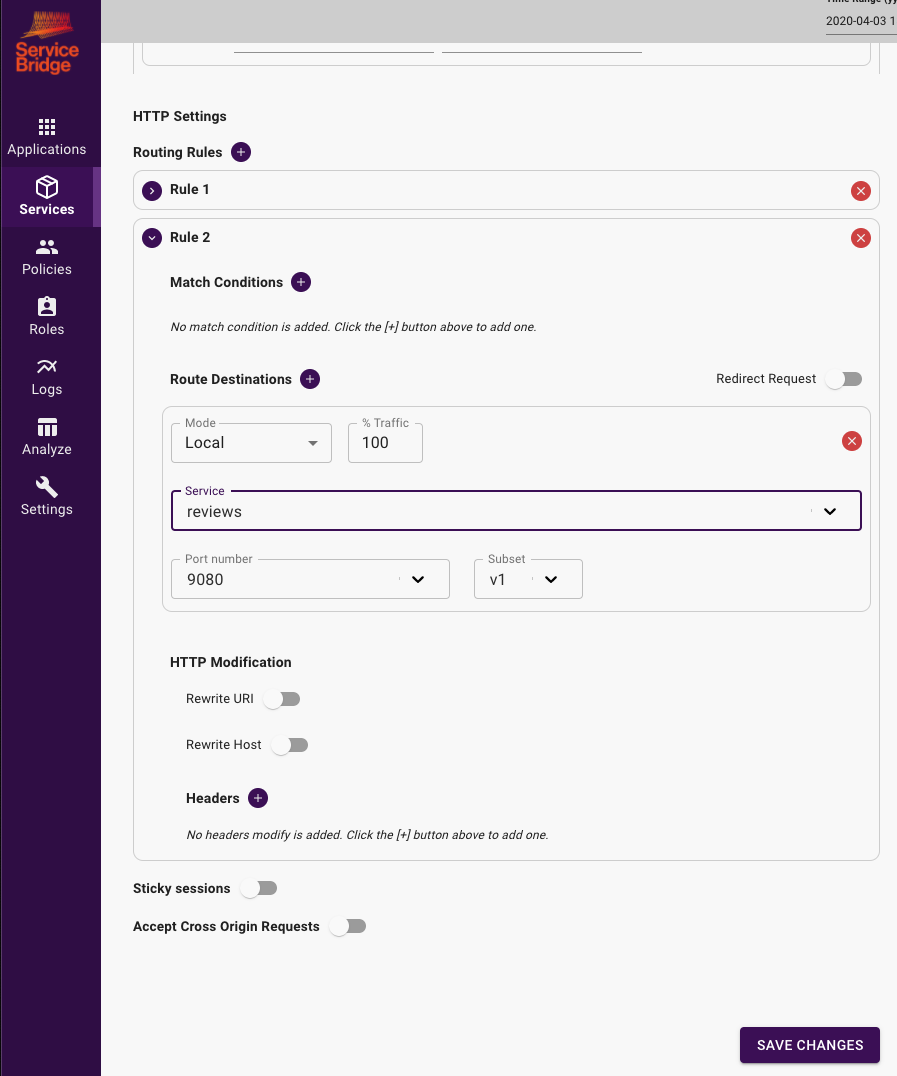 Service
Bridge
Applications
Services
Policies
Roles
Logs
Analyze
Settings
2020-04-03 1
HTTP Settings
Routing Rules
Rule 1
Rule 2
Match Conditions
No match condition is added. Click the [+] button above to add one.
Route Destinations
Redirect Request
Mode
Local
% Traffic
100
Service
reviews
Port number
9080
Subset
v1
HTTP Modification
Rewrite URI
Rewrite Host
Headers
No headers modify is added. Click the [+] button above to add one.
Sticky sessions
Accept Cross Origin Requests
SAVE CHANGES